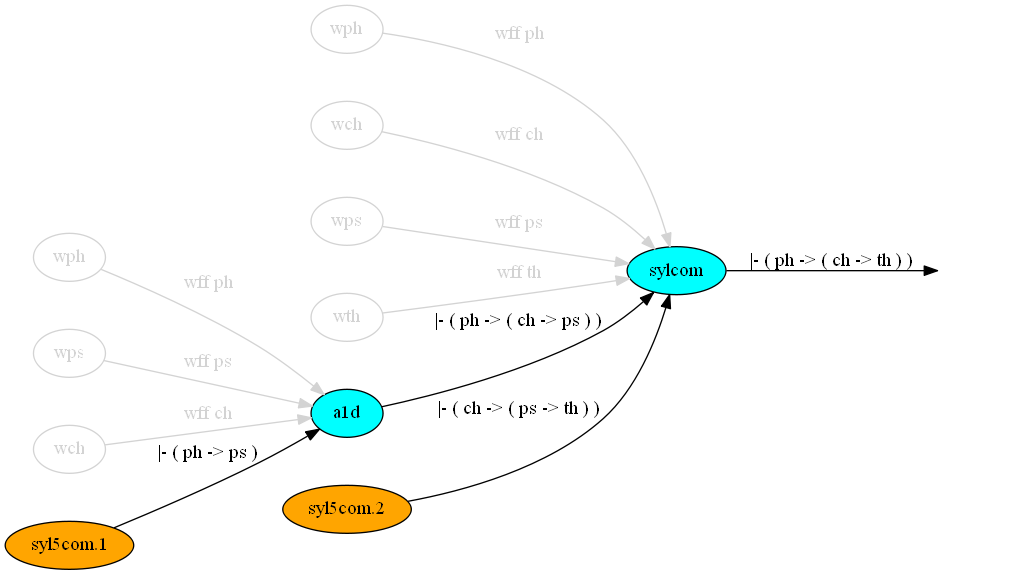 wph
wff ph
wch
wff ch
wps
wff ps
wph
wff ph
sylcom
|- ( ph -> ( ch -> th ) )
wff th
wth
|- ( ph -> ( ch -> ps ) )
wps
wff ps
a1d
wff ch
|- ( ch -> ( ps -> th ) )
wch
|- ( ph -> ps )
syl5com.2
syl5com.1